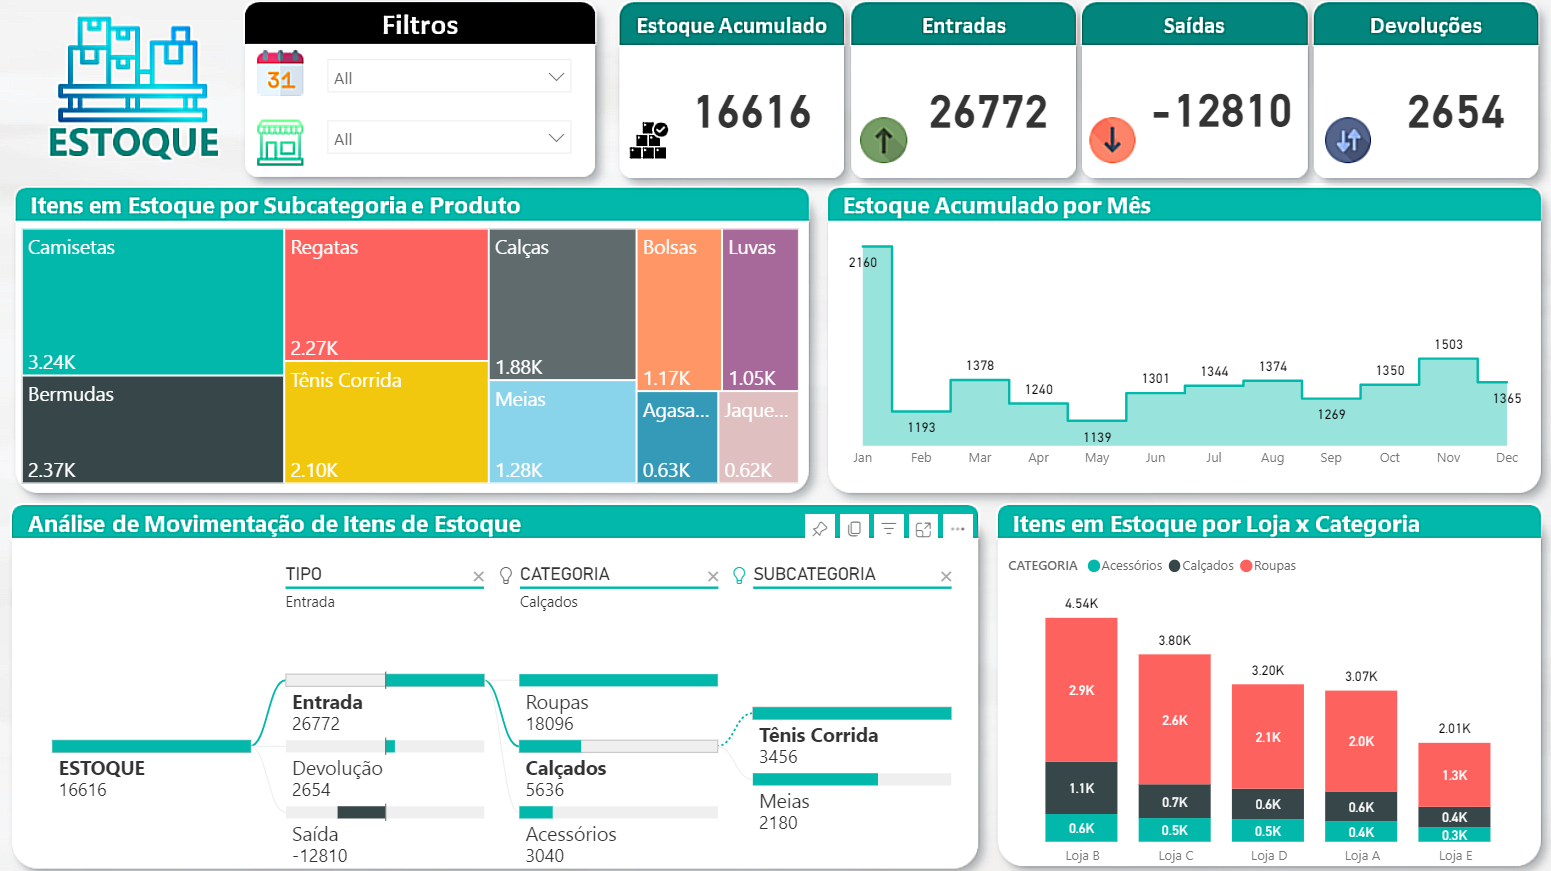 ESTOQUE
Filtros
31
All
All
Estoque Acumulado
16616
Entradas
26772
Saídas
-12810
Devoluções
2654
Itens em Estoque por Subcategoria e Produto
Camisetas
3.24K
Bermudas
2.37K
Regatas
2.27K
Tênis Corrida
2.10K
Calças
1.88K
Meias
1.28K
Bolsas
1.17K
Luvas
1.05K
Agasa...
0.63K
Jaque...
0.62K
Estoque Acumulado por Mês
2160
1193
1378
1240
1139
1301
1344
1374
1269
1350
1503
1365
Jan Feb Mar Apr May Jun Jul Aug Sep Oct Nov Dec
Análise de Movimentação de Itens de Estoque
TIPO
Entrada
CATEGORIA
Calçados
SUBCATEGORIA
ESTOQUE
16616
Entrada
26772
Devolução
2654
Saída
-12810
Roupas
18096
Calçados
5636
Acessórios
3040
Tênis Corrida
3456
Meias
2180
Itens em Estoque por Loja x Categoria
CATEGORIA Acessórios Calçados Roupas
4.54K
2.9K
1.1K
0.6K
Loja B
3.80K
2.6K
0.7K
0.5K
Loja C
3.20K
2.1K
0.6K
0.5K
Loja D
3.07K
2.0K
0.6K
0.4K
Loja A
2.01K
1.3K
0.4K
0.3K
Loja E